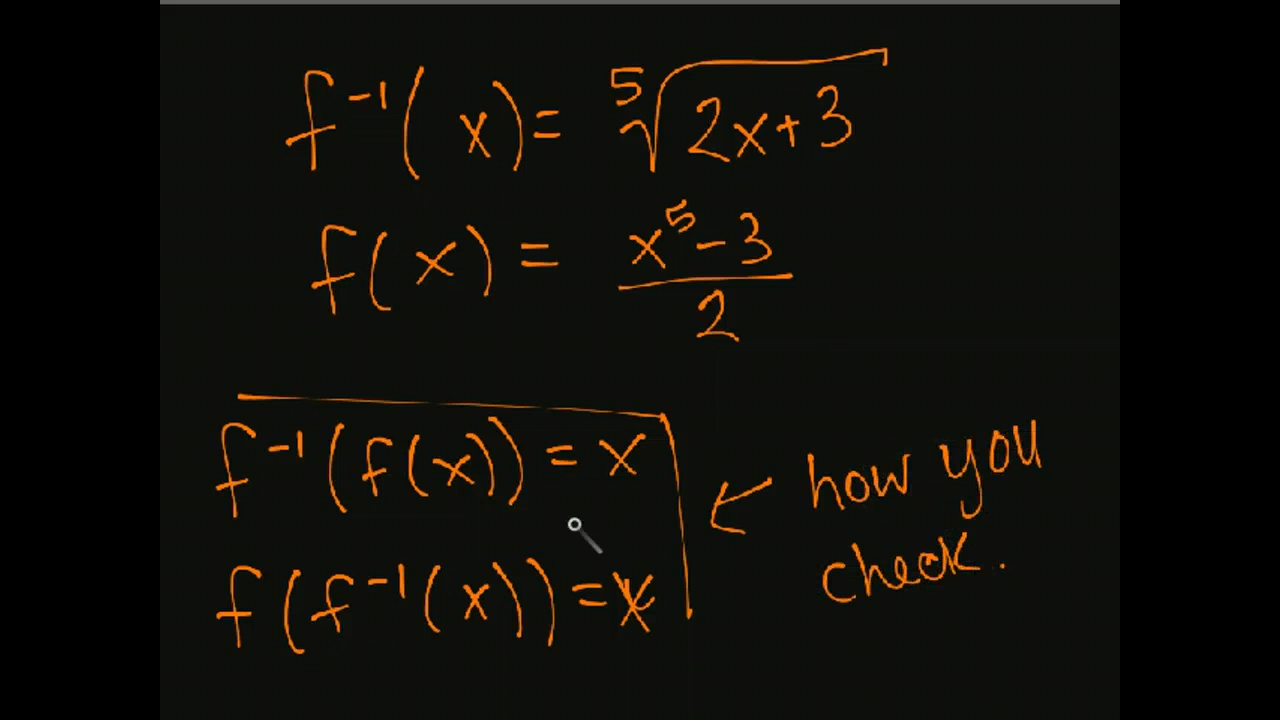 f⁻¹(x) = ⁵√(2x+3)
f(x) = (x⁵-3)/2
f⁻¹(f(x)) = x
f(f⁻¹(x)) = x
← how you
check.